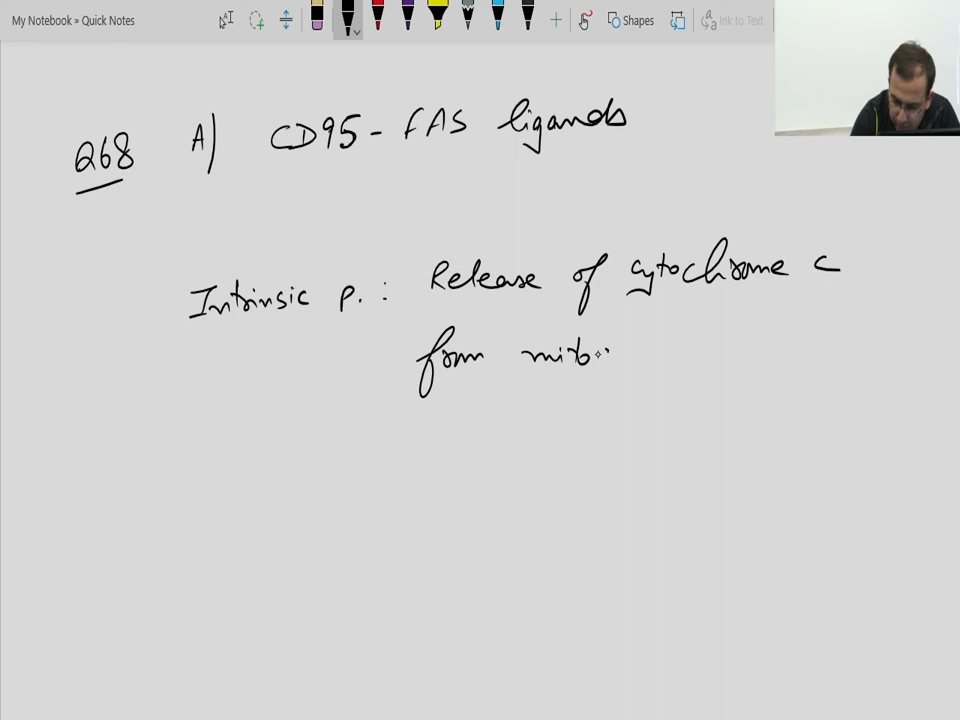 My Notebook » Quick Notes
Shapes
Ink to Text
Q68 A) CD95 - FAS ligands
Intrinsic p. : Release of cytochrome c
from mito